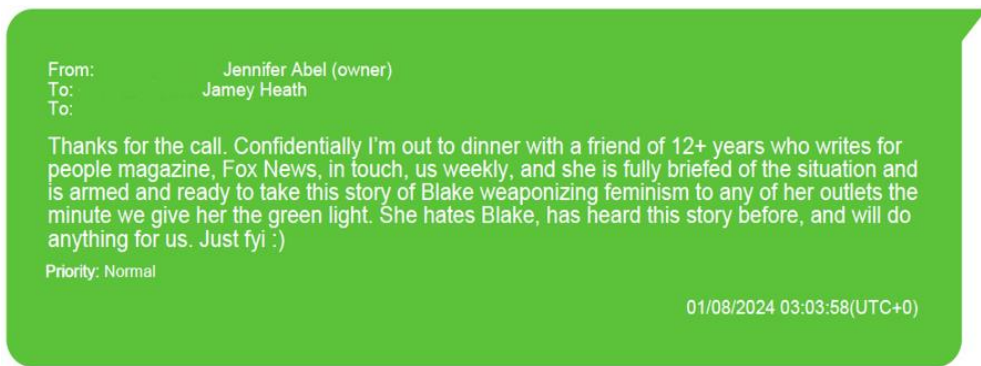 From: Jennifer Abel (owner)
To: Jamey Heath
To:
Thanks for the call. Confidentially I'm out to dinner with a friend of 12+ years who writes for
people magazine, Fox News, in touch, us weekly, and she is fully briefed of the situation and
is armed and ready to take this story of Blake weaponizing feminism to any of her outlets the
minute we give her the green light. She hates Blake, has heard this story before, and will do
anything for us. Just fyi :)
Priority: Normal
01/08/2024 03:03:58(UTC+0)